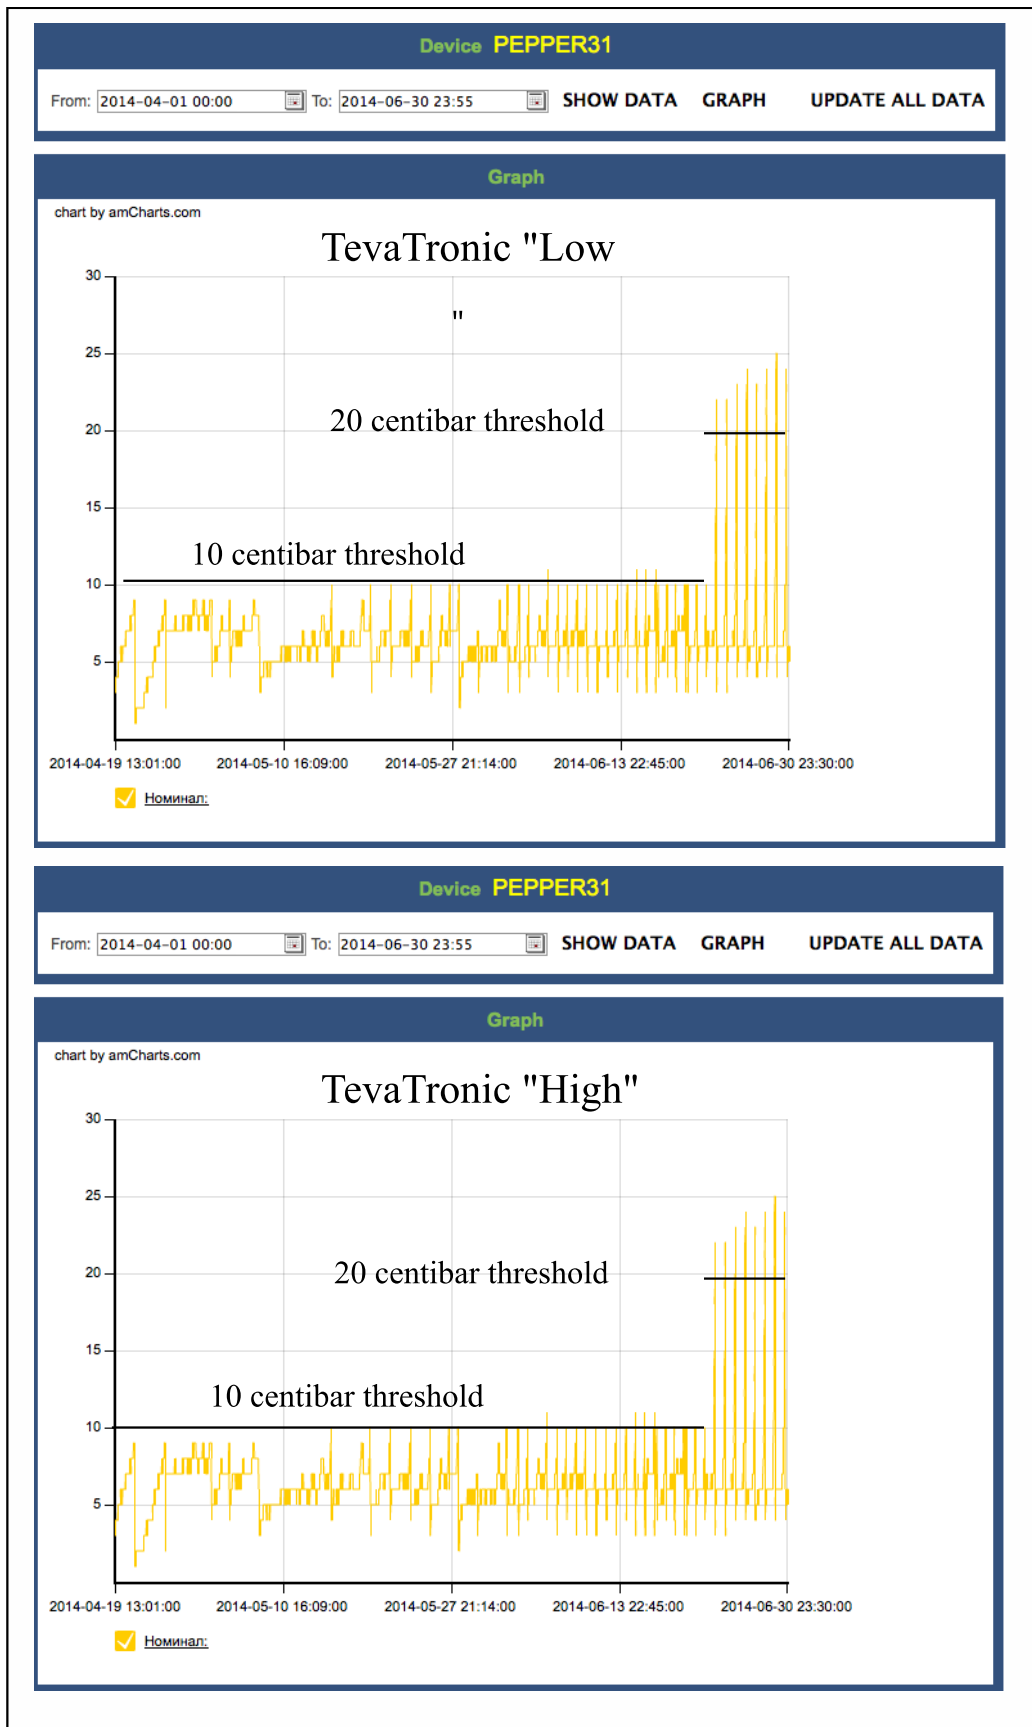 Device PEPPER31
From: 2014-04-01 00:00 To: 2014-06-30 23:55 SHOW DATA GRAPH UPDATE ALL DATA
Graph
chart by amCharts.com
TevaTronic "Low
"
30
25
20 centibar threshold
20
15
10 centibar threshold
10
5
2014-04-19 13:01:00 2014-05-10 16:09:00 2014-05-27 21:14:00 2014-06-13 22:45:00 2014-06-30 23:30:00
Номинал:
Device PEPPER31
From: 2014-04-01 00:00 To: 2014-06-30 23:55 SHOW DATA GRAPH UPDATE ALL DATA
Graph
chart by amCharts.com
TevaTronic "High"
30
25
20 centibar threshold
20
15
10 centibar threshold
10
5
2014-04-19 13:01:00 2014-05-10 16:09:00 2014-05-27 21:14:00 2014-06-13 22:45:00 2014-06-30 23:30:00
Номинал: